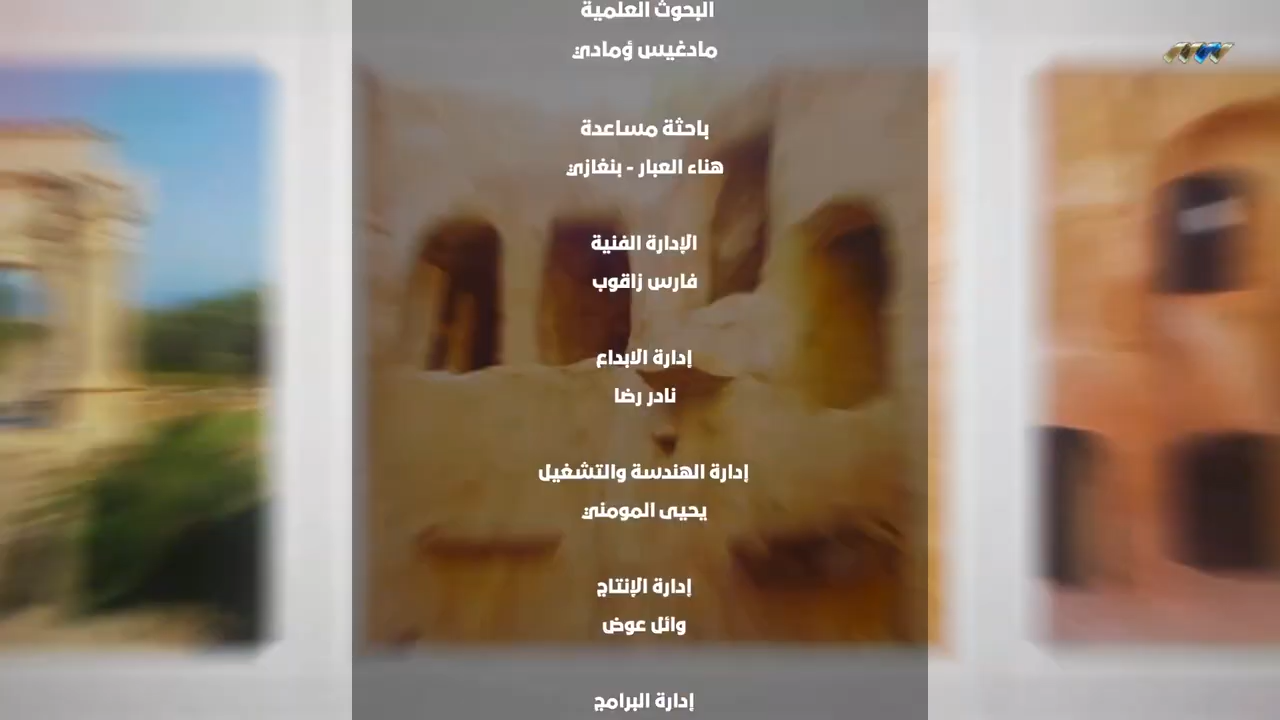 البحوث العلمية
مادغيس ؤمادي
باحثة مساعدة
هناء العبار - بنغازي
الإدارة الفنية
فارس زاقوب
إدارة الابداع
نادر رضا
إدارة الهندسة والتشغيل
يحيى المومني
إدارة الإنتاج
وائل عوض
إدارة البرامج